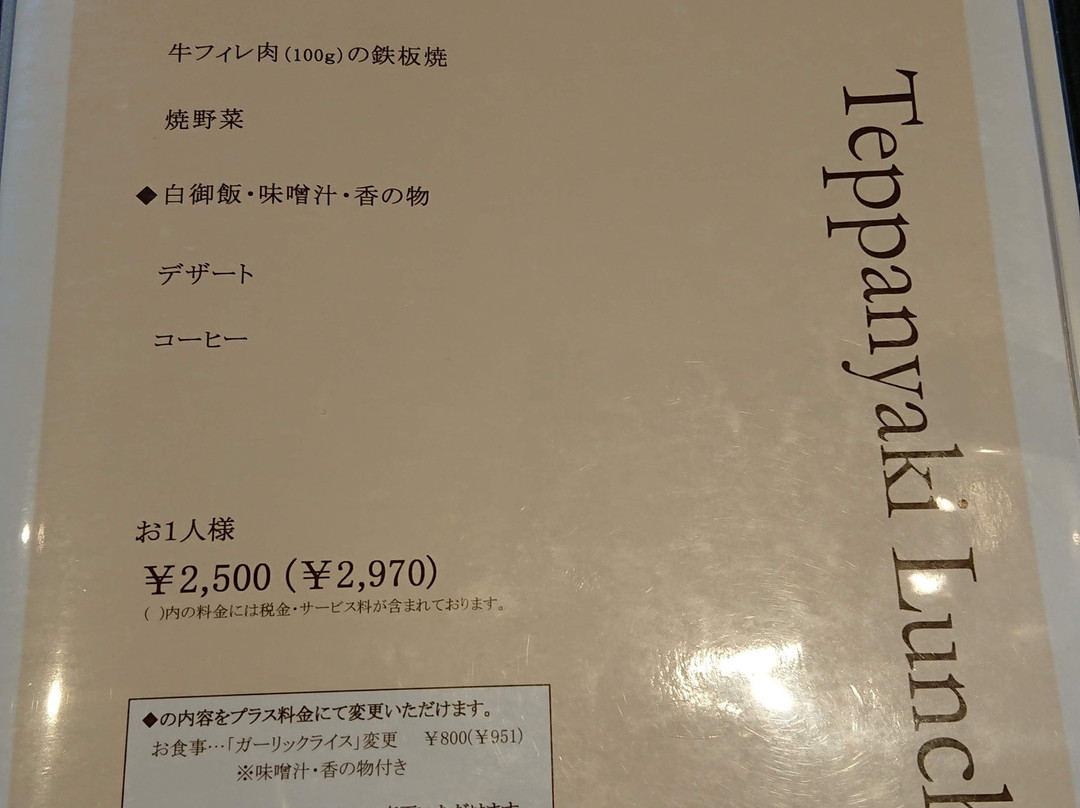 牛フィレ肉(100g)の鉄板焼
焼野菜
◆白御飯・味噌汁・香の物
デザート
コーヒー
お1人様
￥2,500(￥2,970)
( )内の料金には税金・サービス料が含まれております。
◆の内容をプラス料金にて変更いただけます。
お食事…「ガーリックライス」変更 ￥800(￥951)
※味噌汁・香の物付き
Teppanyaki Lunch